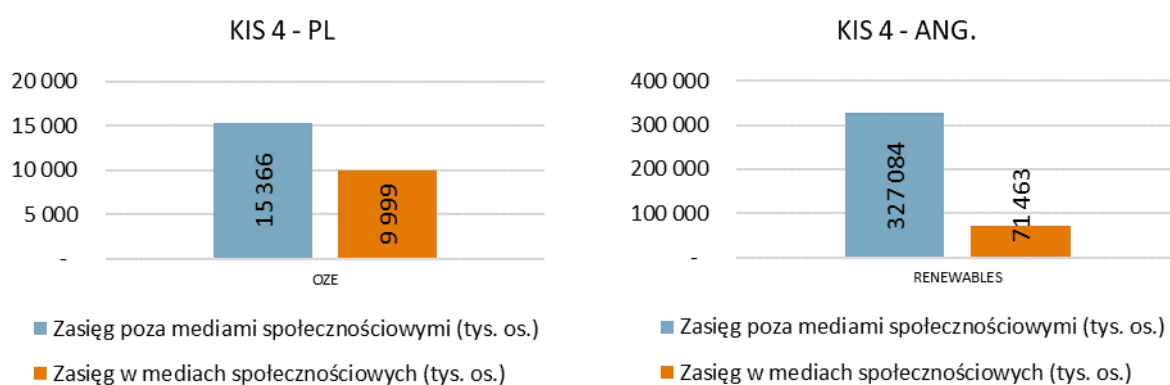 KIS 4 - PL
20 000
15 000
10 000
5 000
-
15 366
9 999
OZE
Zasięg poza mediami społecznościowymi (tys. os.)
Zasięg w mediach społecznościowych (tys. os.)
KIS 4 - ANG.
400 000
300 000
200 000
100 000
-
327 084
71 463
RENEWABLES
Zasięg poza mediami społecznościowymi (tys. os.)
Zasięg w mediach społecznościowych (tys. os.)